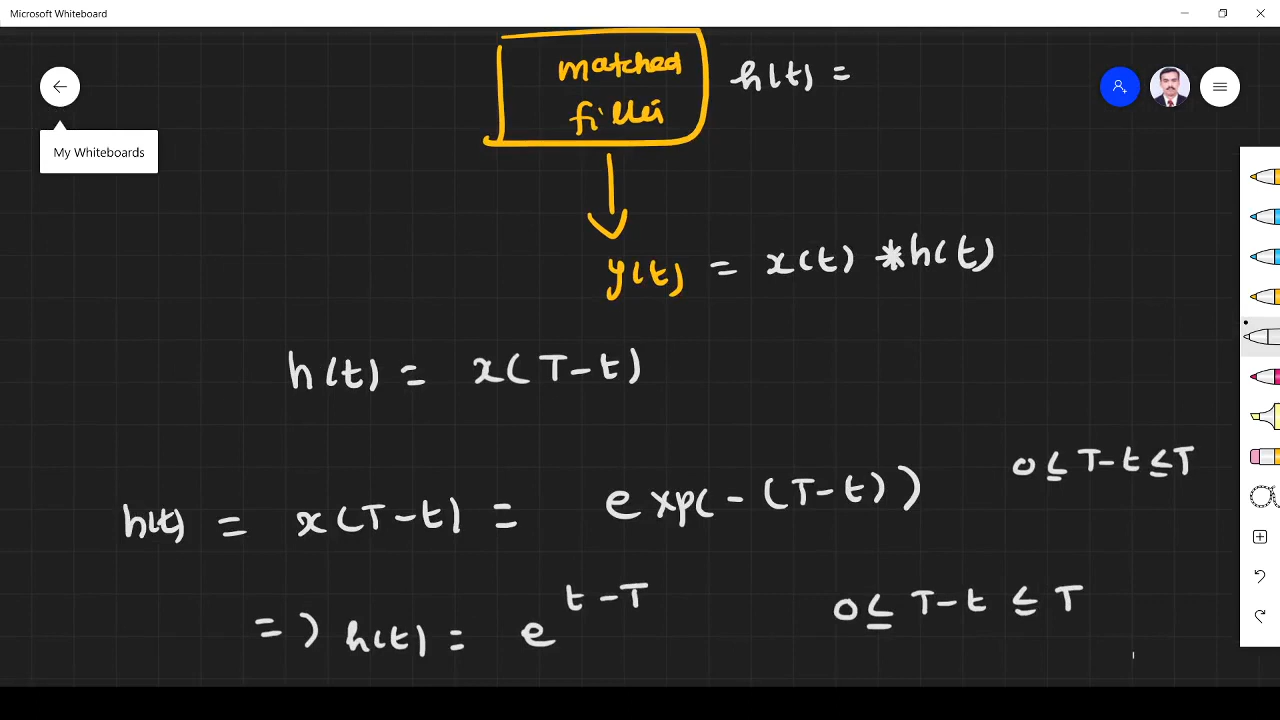 Microsoft Whiteboard
matched
filter
h(t) =
My Whiteboards
y(t) = x(t) * h(t)
h(t) = x(T-t)
0 ≤ T-t ≤ T
h(t) = x(T-t) = exp(-(T-t))
=> h(t) = e^{t-T} 0 ≤ T-t ≤ T